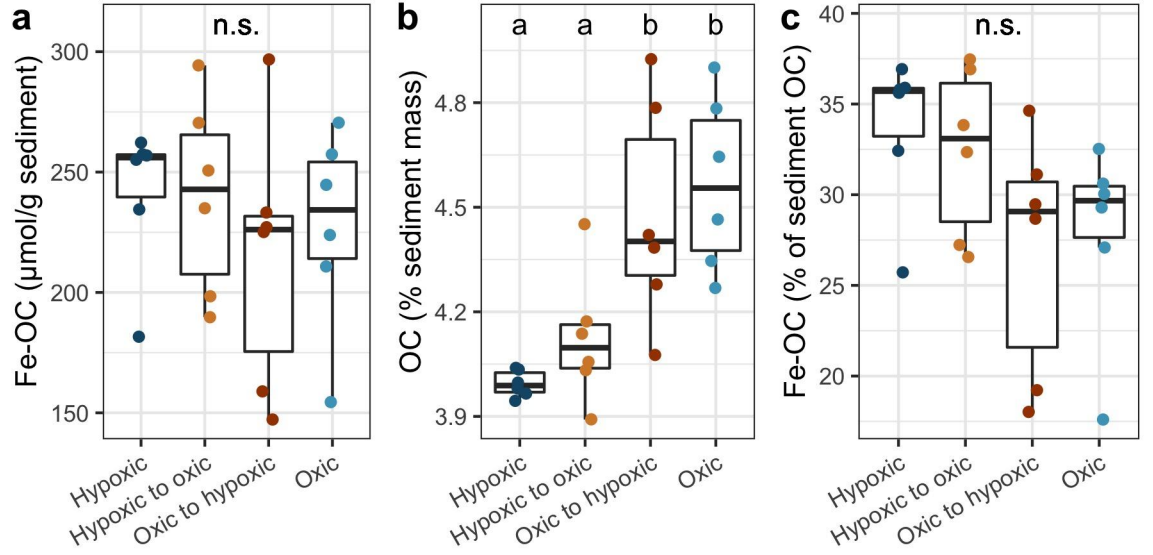 a
n.s.
Fe-OC (µmol/g sediment)
300
250
200
150
Hypoxic
Hypoxic to oxic
Oxic to hypoxic
Oxic
b
a
a
b
b
OC (% sediment mass)
4.8
4.5
4.2
3.9
Hypoxic
Hypoxic to oxic
Oxic to hypoxic
Oxic
c
n.s.
Fe-OC (% of sediment OC)
40
35
30
25
20
Hypoxic
Hypoxic to oxic
Oxic to hypoxic
Oxic